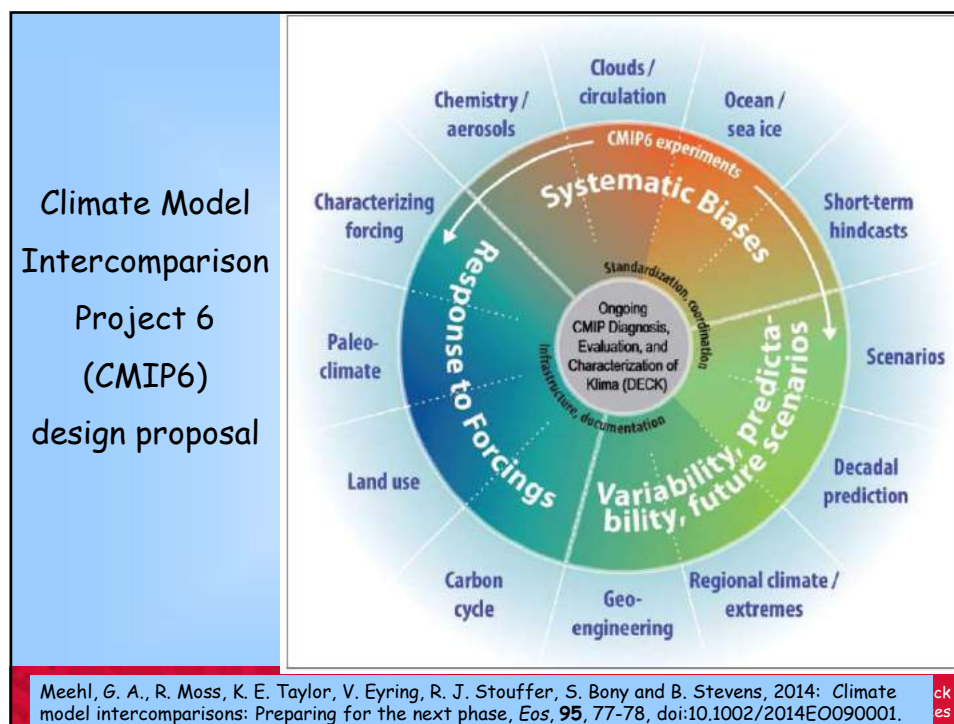 Climate Model
Intercomparison
Project 6
(CMIP6)
design proposal
Clouds /
circulation
Ocean /
sea ice
Short-term
hindcasts
Scenarios
Decadal
prediction
Regional climate /
extremes
Geo-
engineering
Carbon
cycle
Land use
Paleo-
climate
Characterizing
forcing
Chemistry /
aerosols
CMIP6 experiments
Systematic Biases
Variability, predicta-
bility, future scenarios
Response to Forcings
Standardization, coordination
Infrastructure, documentation
Ongoing
CMIP Diagnosis,
Evaluation, and
Characterization of
Klima (DECK)
Meehl, G. A., R. Moss, K. E. Taylor, V. Eyring, R. J. Stouffer, S. Bony and B. Stevens, 2014: Climate
model intercomparisons: Preparing for the next phase, Eos, 95, 77-78, doi:10.1002/2014EO090001.
ck
es